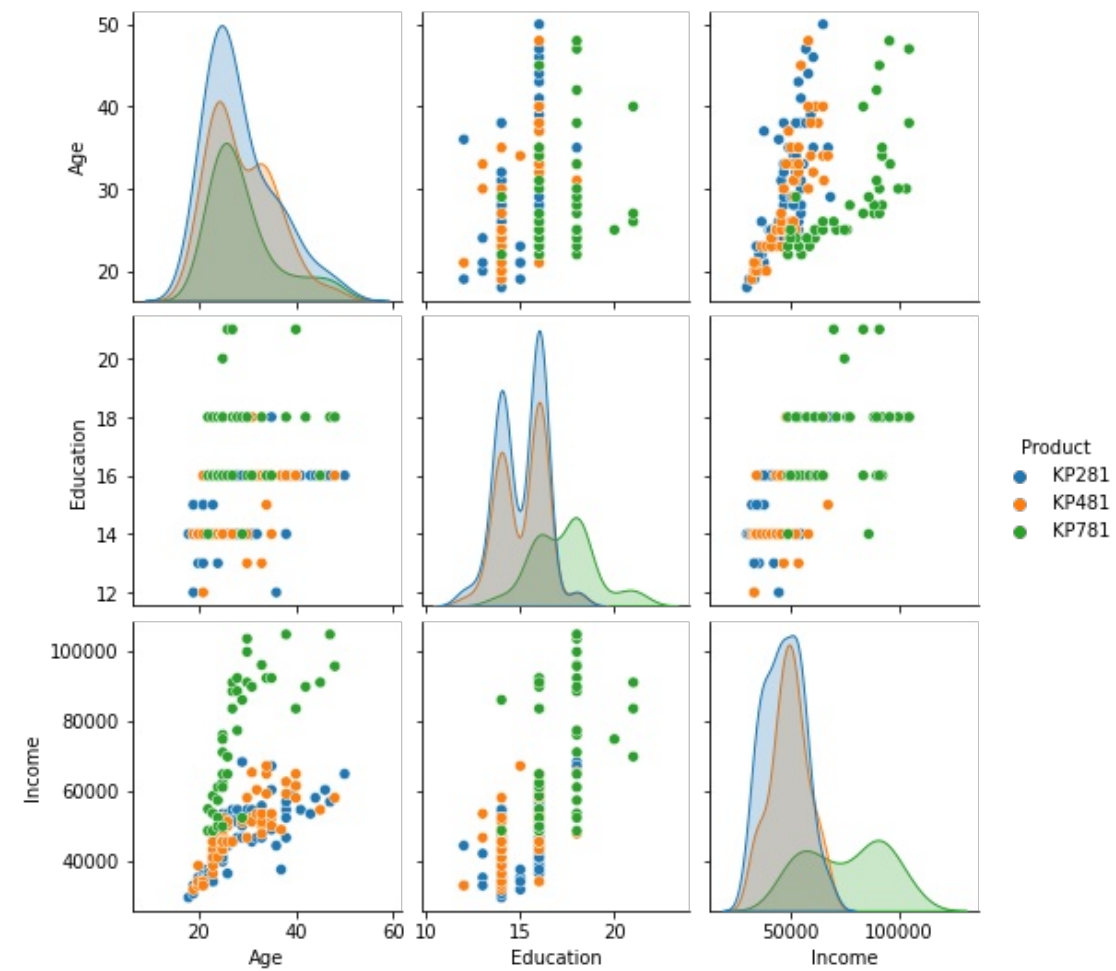 50
40
30
20
Age
20
18
16
14
12
Education
Product
KP281
KP481
KP781
100000
80000
60000
40000
Income
20 40 60 10 15 20 50000 100000
Age Education Income